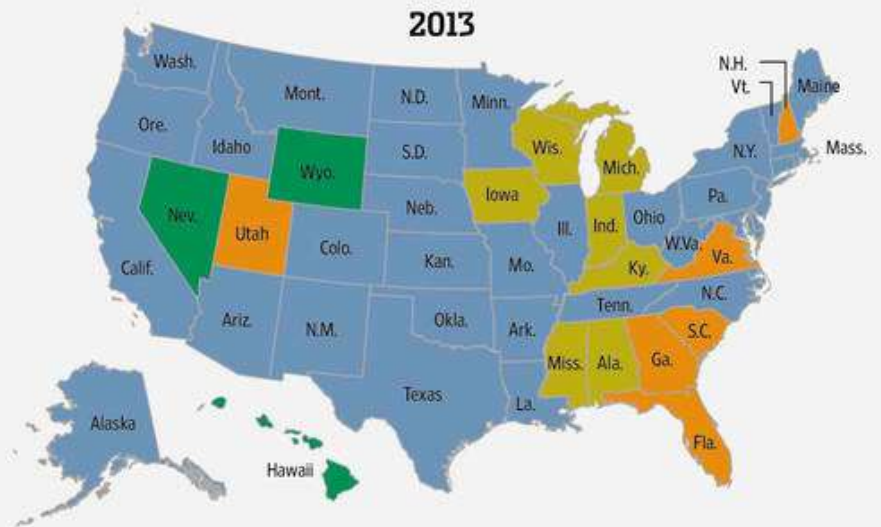 2013
Wash.
Mont.
N.D.
Minn.
N.H.
Vt.
Maine
Ore.
Idaho
Wyo.
S.D.
Wis.
Mich.
N.Y.
Mass.
Nev.
Utah
Colo.
Neb.
Iowa
Ill.
Ind.
Ohio
Pa.
W.Va.
Va.
Calif.
Kan.
Mo.
Ky.
Ariz.
N.M.
Okla.
Ark.
Tenn.
N.C.
S.C.
Texas
La.
Miss.
Ala.
Ga.
Fla.
Alaska
Hawaii